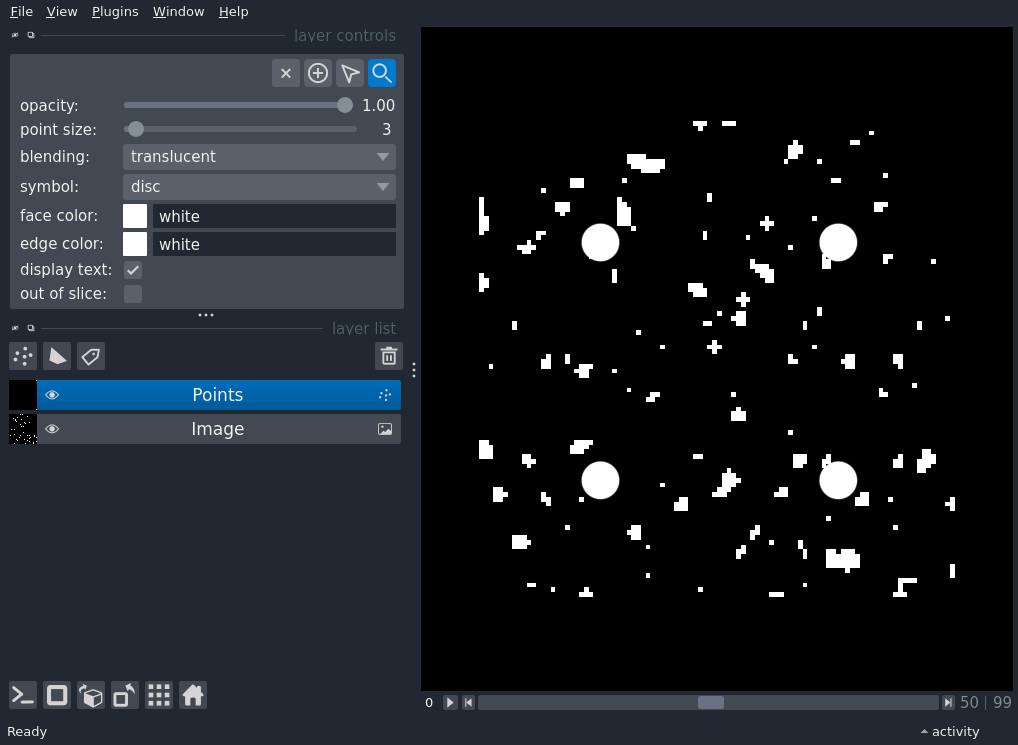 File View Plugins Window Help
layer controls
opacity: 1.00
point size: 3
blending: translucent
symbol: disc
face color: white
edge color: white
display text:
out of slice:
layer list
Points
Image
0 50 | 99
Ready activity